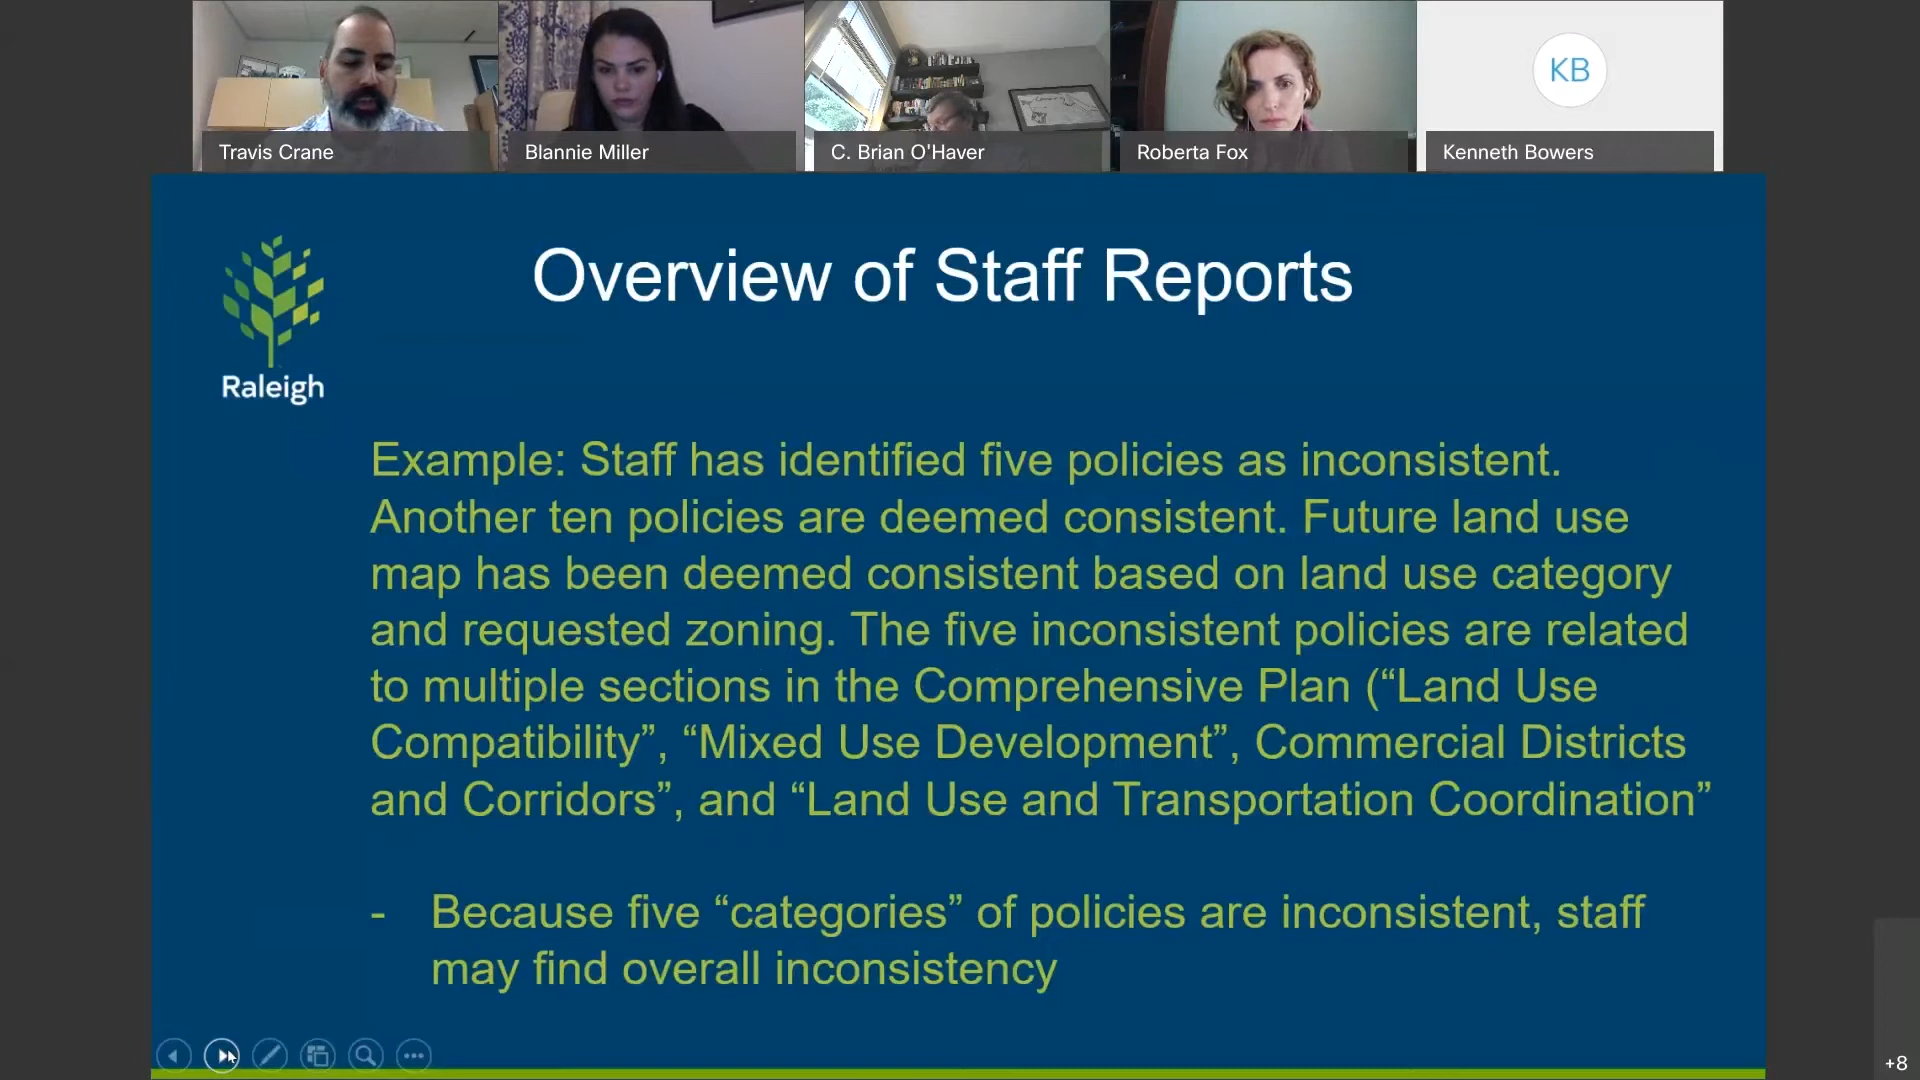 Travis Crane
Blannie Miller
C. Brian O'Haver
Roberta Fox
KB
Kenneth Bowers
Overview of Staff Reports
Raleigh
Example: Staff has identified five policies as inconsistent.
Another ten policies are deemed consistent. Future land use
map has been deemed consistent based on land use category
and requested zoning. The five inconsistent policies are related
to multiple sections in the Comprehensive Plan (“Land Use
Compatibility”, “Mixed Use Development”, Commercial Districts
and Corridors”, and “Land Use and Transportation Coordination”
- Because five “categories” of policies are inconsistent, staff
may find overall inconsistency
+8